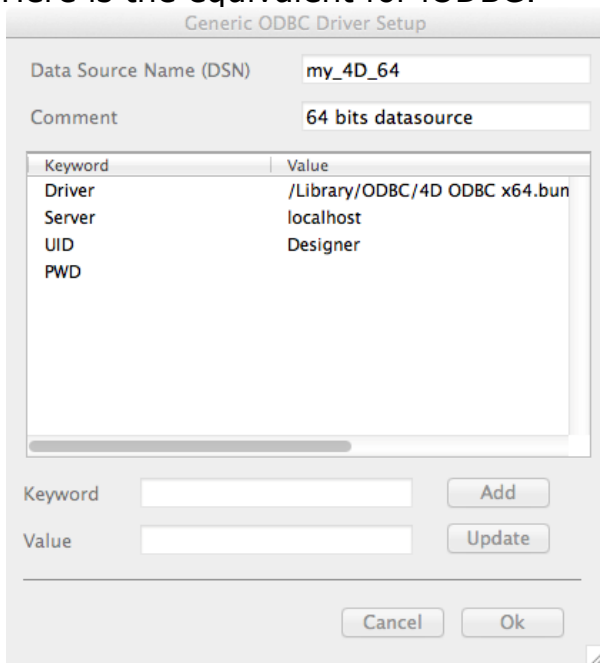 Here is the equivalent for iODBC:
Generic ODBC Driver Setup
Data Source Name (DSN) my_4D_64
Comment 64 bits datasource
Keyword Value
Driver /Library/ODBC/4D ODBC x64.bun
Server localhost
UID Designer
PWD
Keyword Add
Value Update
Cancel Ok